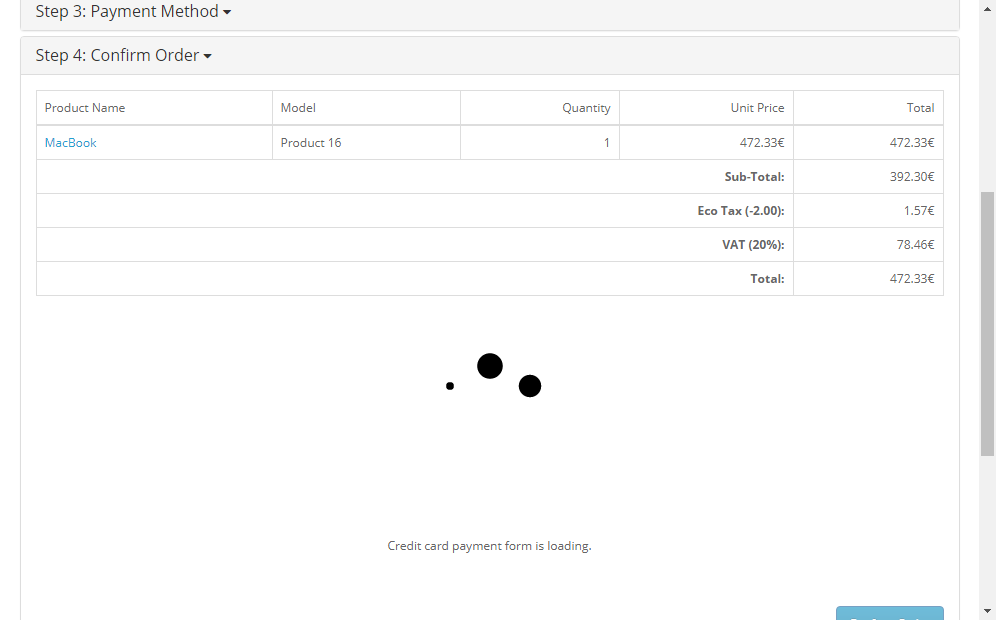 Step 3: Payment Method
Step 4: Confirm Order
Product Name Model Quantity Unit Price Total
MacBook Product 16 1 472.33€ 472.33€
Sub-Total: 392.30€
Eco Tax (-2.00): 1.57€
VAT (20%): 78.46€
Total: 472.33€
Credit card payment form is loading.